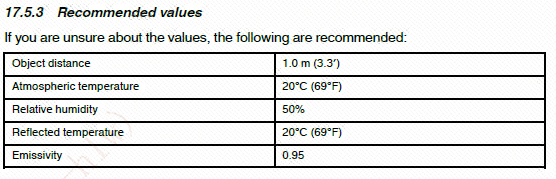 17.5.3 Recommended values
If you are unsure about the values, the following are recommended:
Object distance 1.0 m (3.3')
Atmospheric temperature 20°C (69°F)
Relative humidity 50%
Reflected temperature 20°C (69°F)
Emissivity 0.95